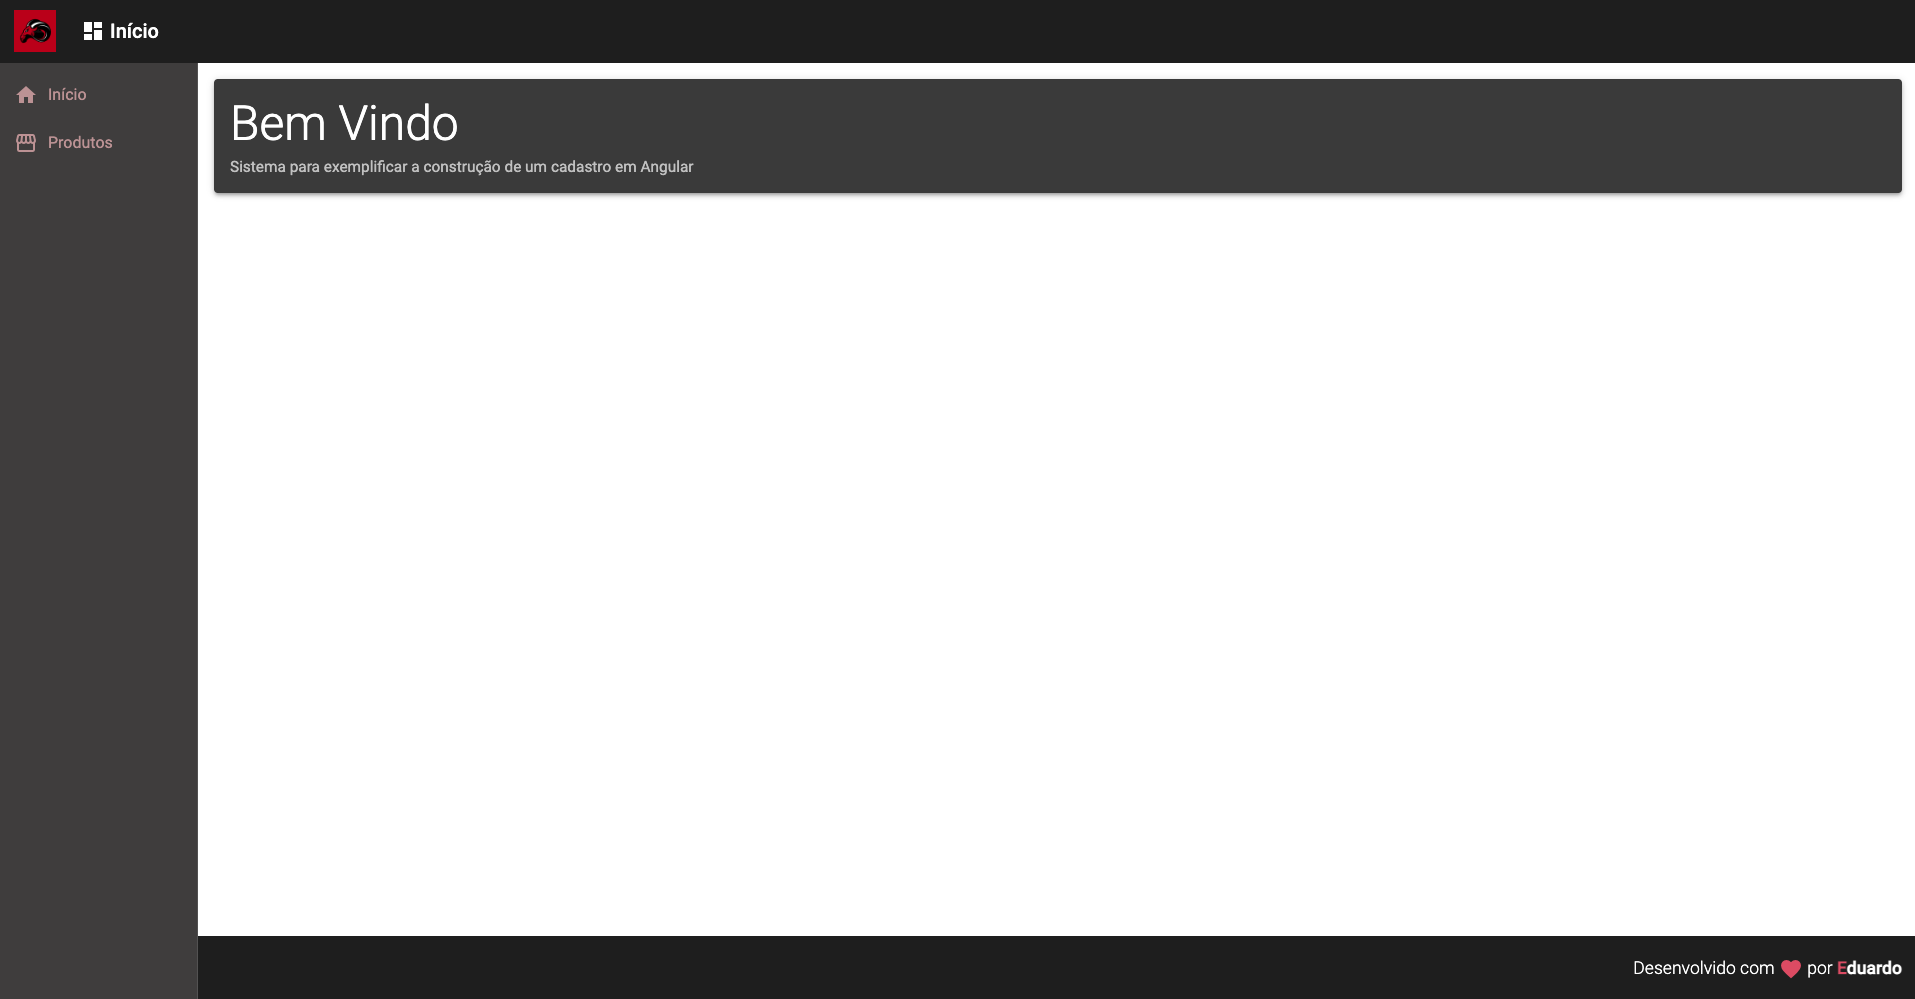 Início
Início
Produtos
Bem Vindo
Sistema para exemplificar a construção de um cadastro em Angular
Desenvolvido com por Eduardo